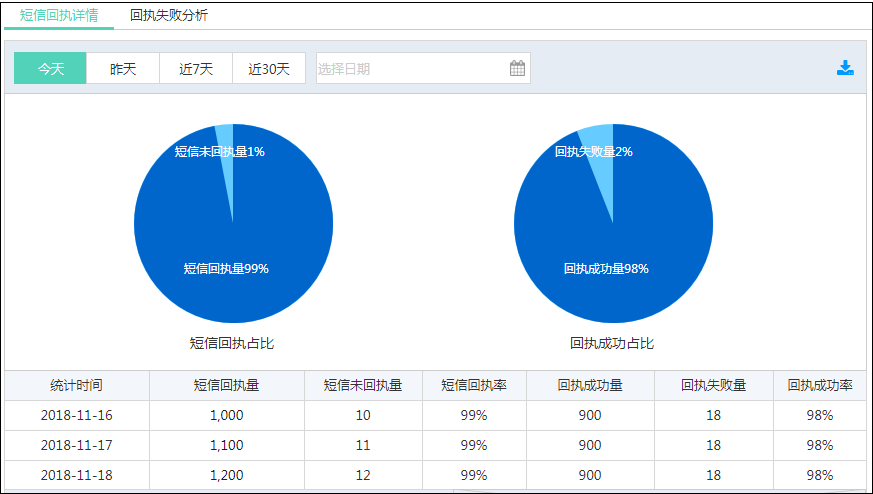 短信回执详情 回执失败分析
今天 昨天 近7天 近30天 选择日期
短信未回执量1% 回执失败量2%
短信回执量99% 回执成功量98%
短信回执占比 回执成功占比
统计时间 短信回执量 短信未回执量 短信回执率 回执成功量 回执失败量 回执成功率
2018-11-16 1,000 10 99% 900 18 98%
2018-11-17 1,100 11 99% 900 18 98%
2018-11-18 1,200 12 99% 900 18 98%